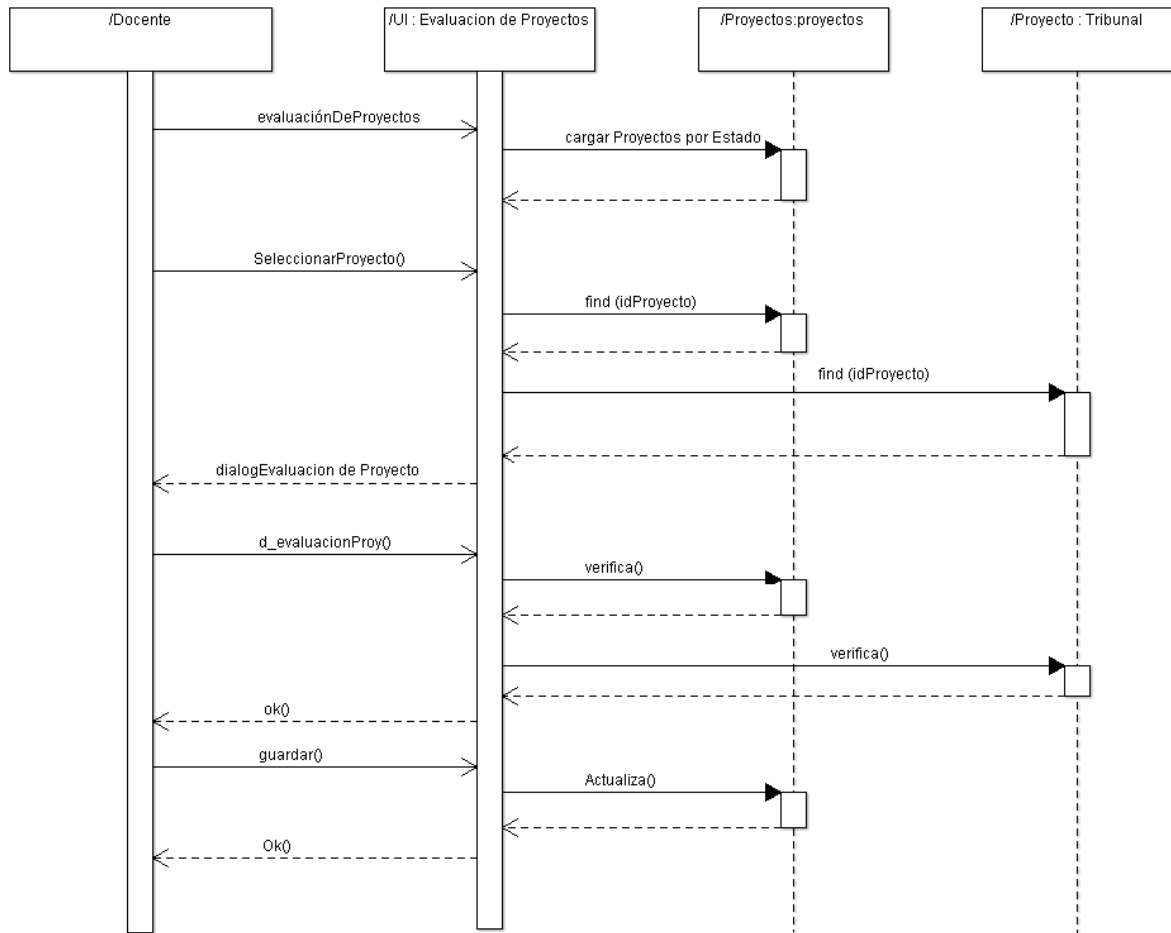 /Docente
/UI : Evaluacion de Proyectos
/Proyectos:proyectos
/Proyecto : Tribunal
evaluaciónDeProyectos
cargar Proyectos por Estado
SeleccionarProyecto()
find (idProyecto)
find (idProyecto)
dialogEvaluacion de Proyecto
d_evaluacionProy()
verifica()
verifica()
ok()
guardar()
Actualiza()
Ok()